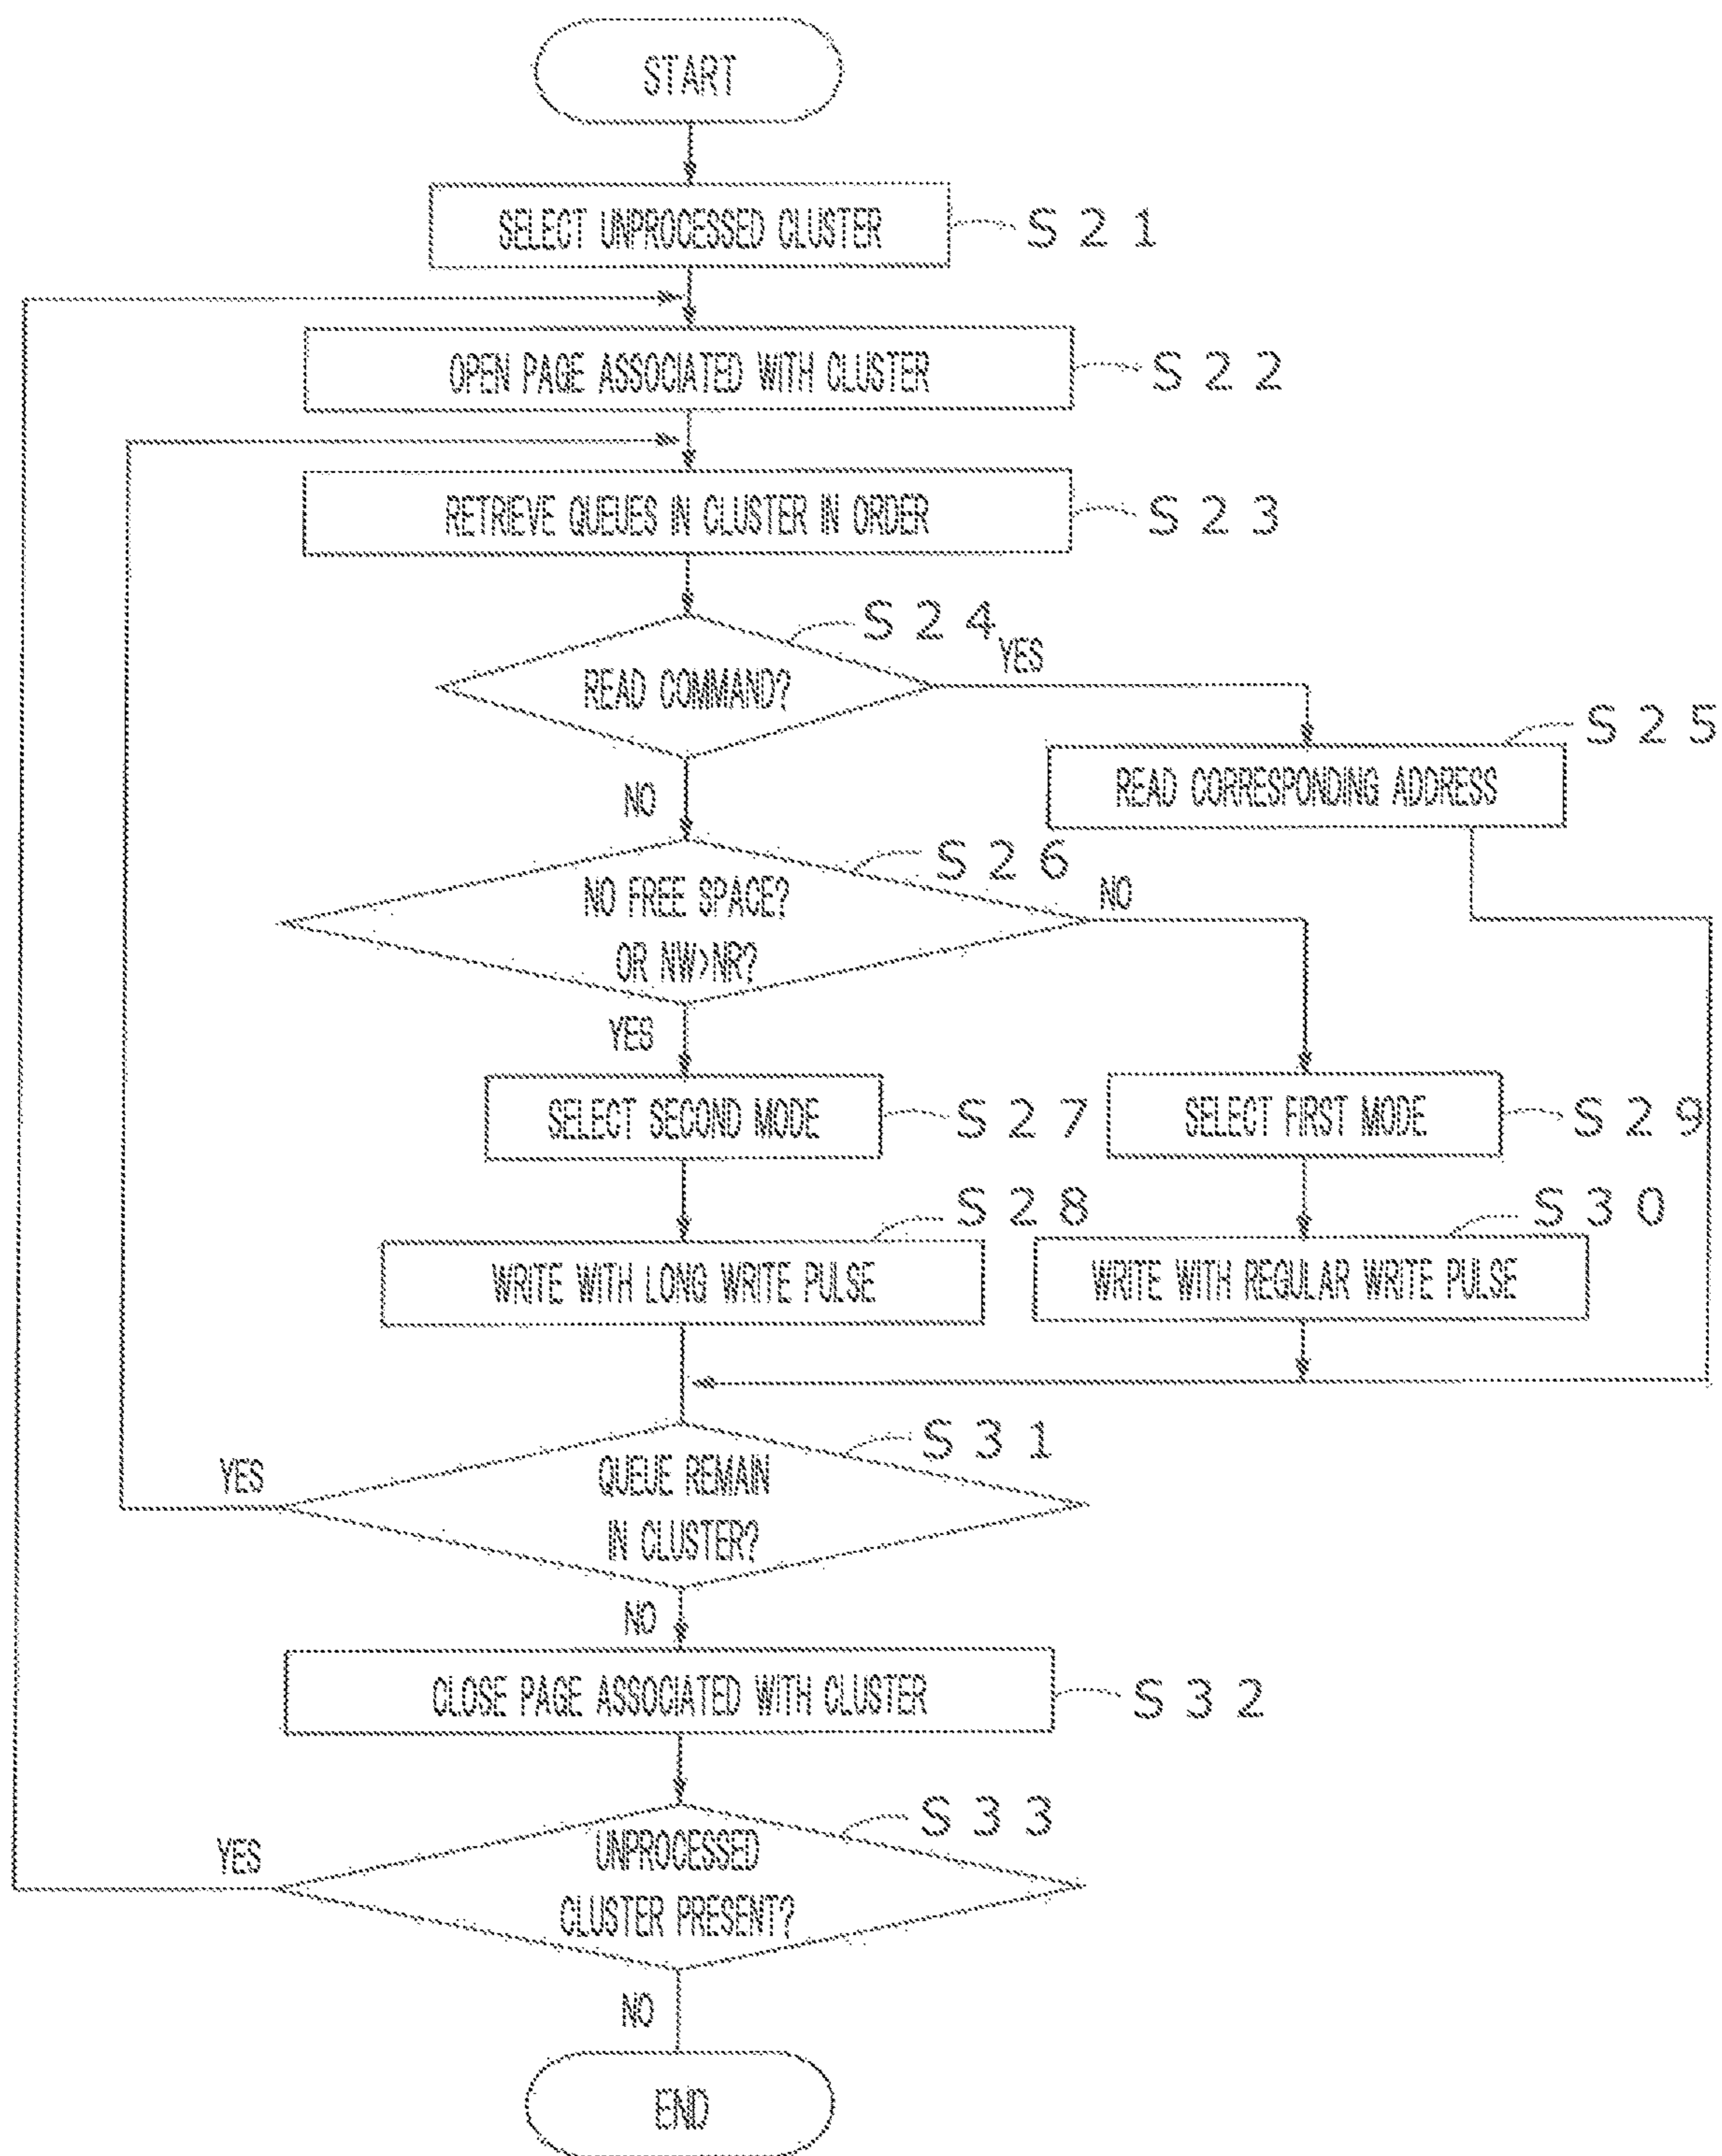 START
SELECT UNPROCESSED CLUSTER
S21
OPEN PAGE ASSOCIATED WITH CLUSTER
S22
RETRIEVE QUEUES IN CLUSTER IN ORDER
S23
S24
READ COMMAND?
YES
S25
READ CORRESPONDING ADDRESS
NO
S26
NO FREE SPACE?
OR NW>NR?
NO
YES
SELECT SECOND MODE
S27
SELECT FIRST MODE
S29
S28
WRITE WITH LONG WRITE PULSE
S30
WRITE WITH REGULAR WRITE PULSE
S31
QUEUE REMAIN
IN CLUSTER?
YES
NO
CLOSE PAGE ASSOCIATED WITH CLUSTER
S32
S33
UNPROCESSED
CLUSTER PRESENT?
YES
NO
END